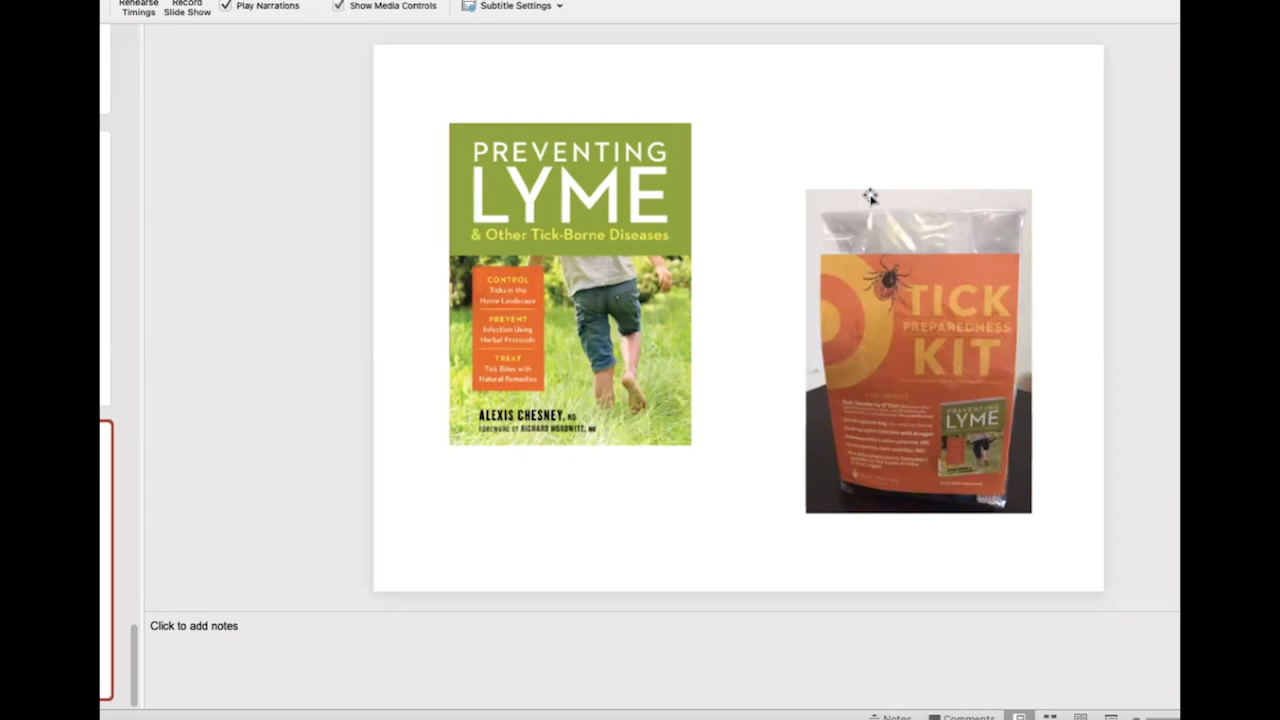 Rehearse
Timings
Record
Slide Show
Play Narrations
Show Media Controls
Subtitle Settings
PREVENTING
LYME
& Other Tick-Borne Diseases
CONTROL
Ticks in the
Home Landscape
PREVENT
Infection Using
Herbal Protocols
TREAT
Tick Bites with
Natural Remedies
ALEXIS CHESNEY, ND
FOREWORD BY RICHARD HOROWITZ, MD
TICK
PREPAREDNESS
KIT
PREVENTING
LYME
Click to add notes
Notes
Comments